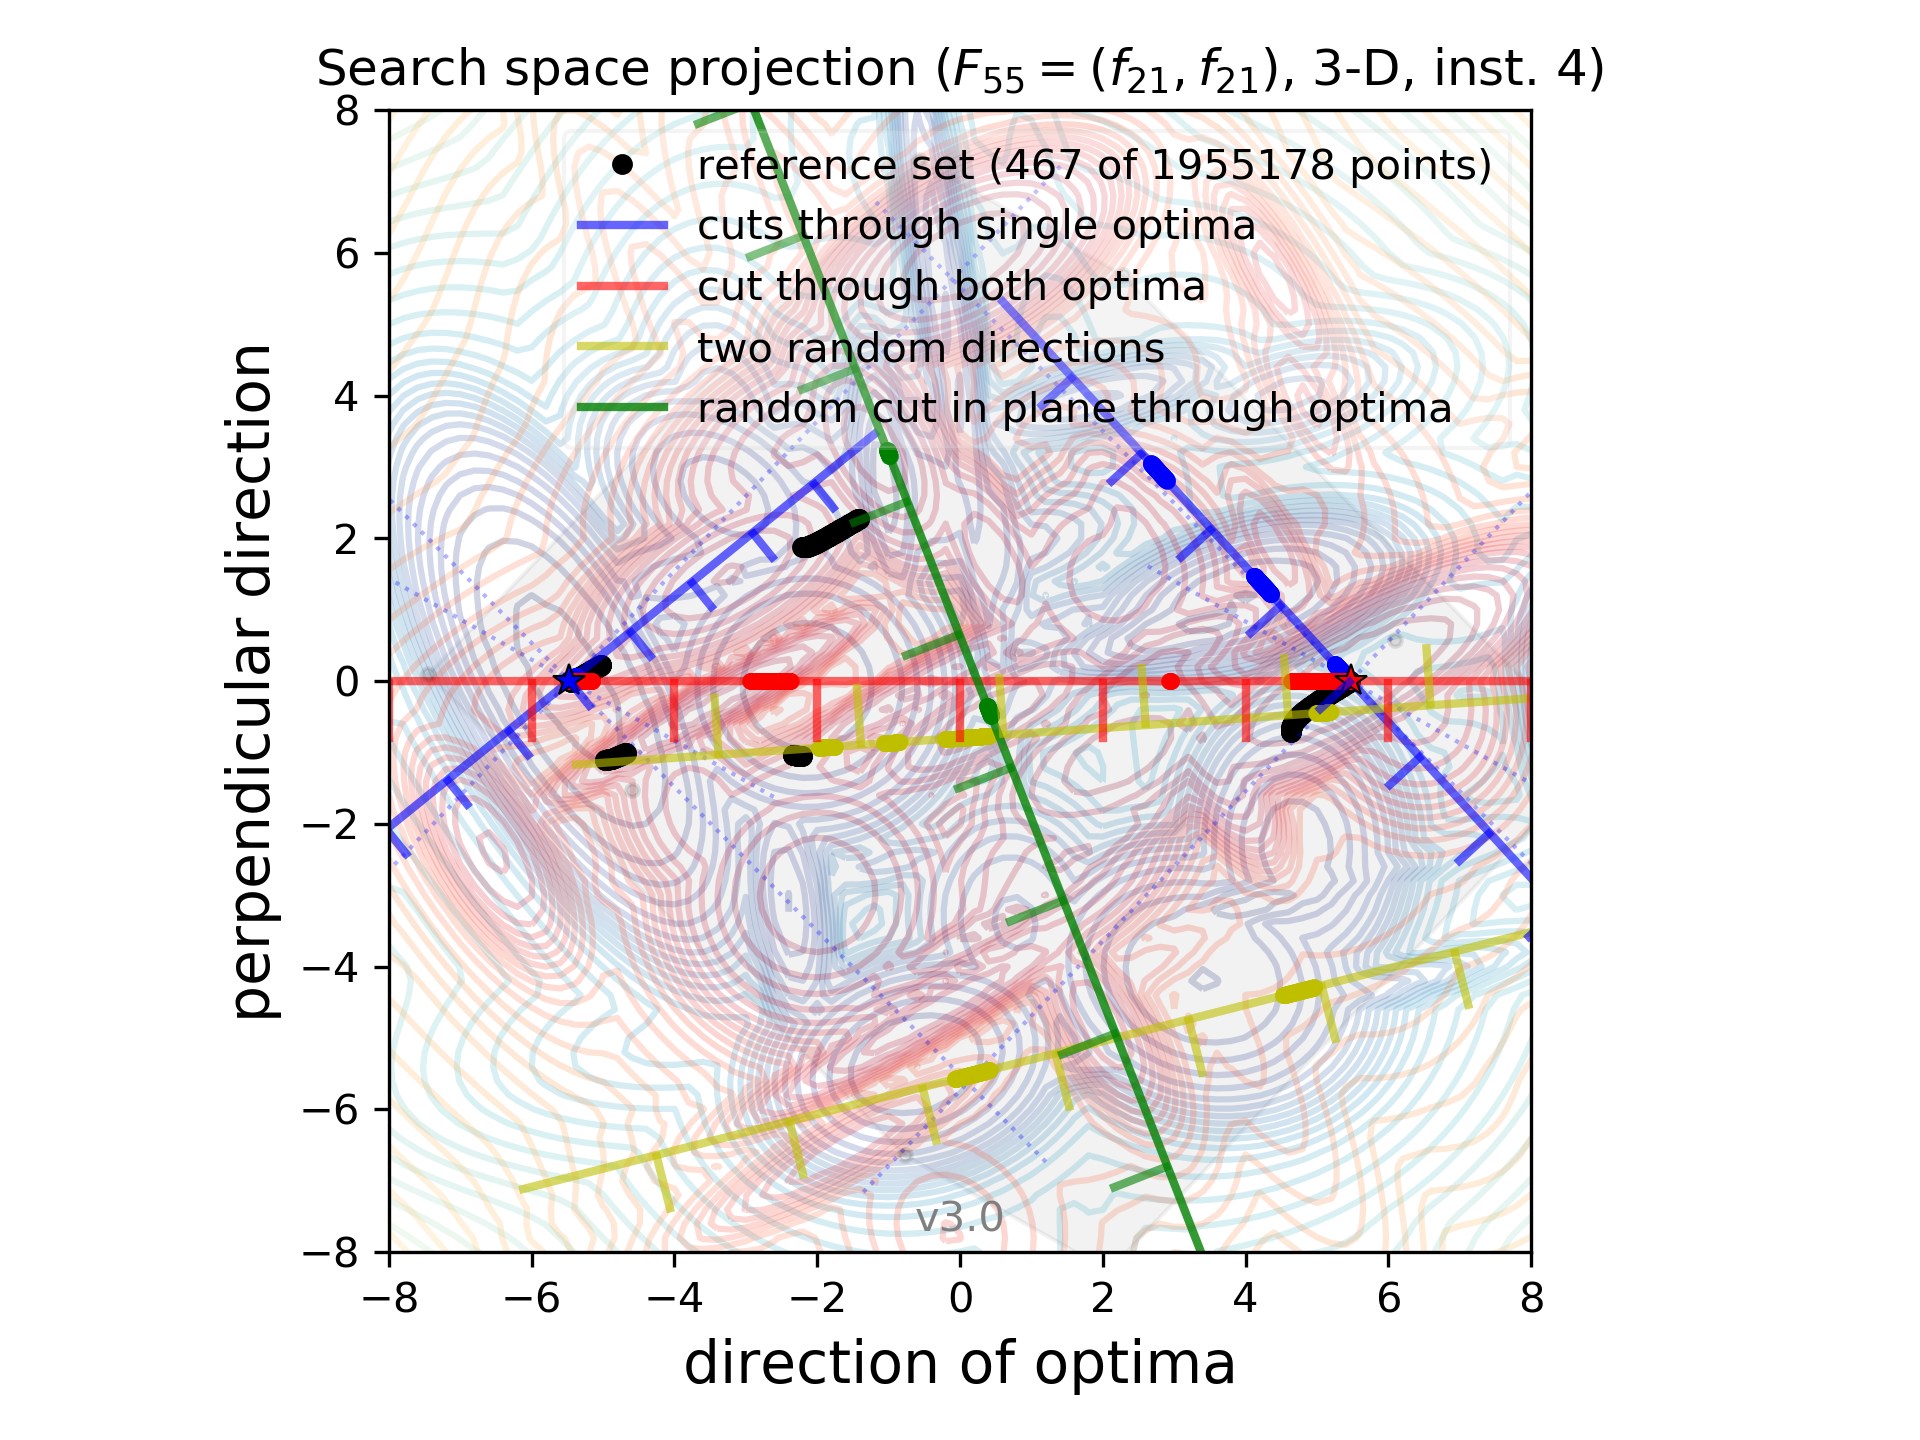 Search space projection (F55 = (f21, f21), 3-D, inst. 4)
reference set (467 of 1955178 points)
cuts through single optima
cut through both optima
two random directions
random cut in plane through optima
8
6
4
2
0
−2
−4
−6
−8
perpendicular direction
v3.0
−8 −6 −4 −2 0 2 4 6 8
direction of optima